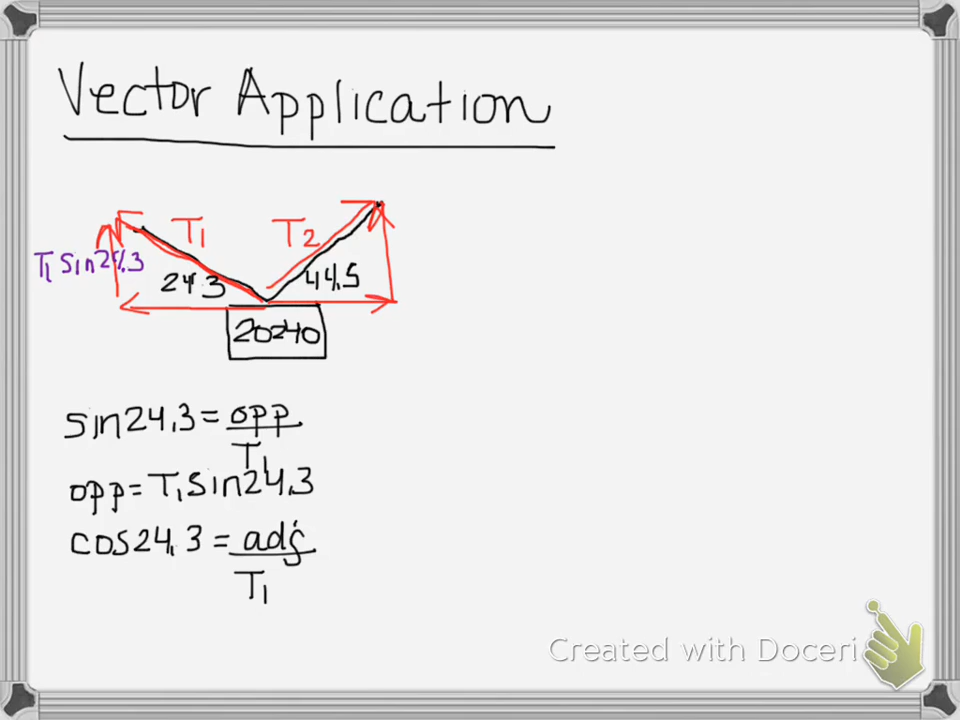 Vector Application
T1 T2
T1 sin24.3
24.3 44.5
20240
sin24.3 = opp
T1
opp = T1 sin24.3
cos24.3 = adj
T1
Created with Doceri